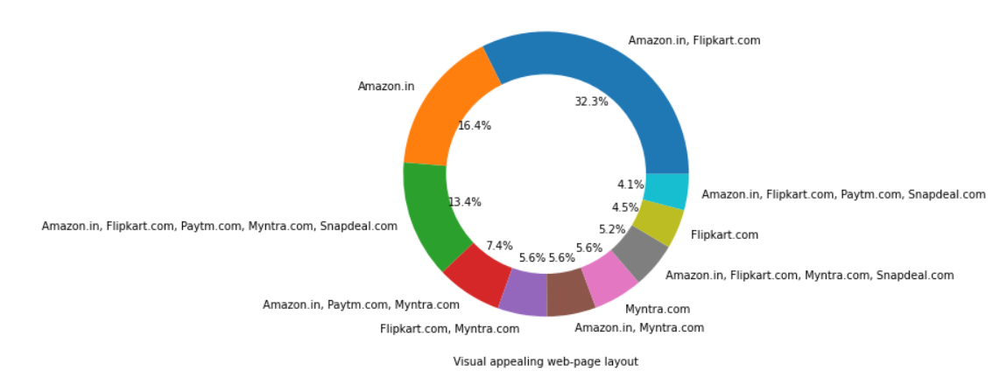 Amazon.in, Flipkart.com
Amazon.in
32.3%
16.4%
4.1%
Amazon.in, Flipkart.com, Paytm.com, Snapdeal.com
13.4%
4.5%
Amazon.in, Flipkart.com, Paytm.com, Myntra.com, Snapdeal.com
5.2%
Flipkart.com
7.4%
5.6%
5.6%
5.6%
Amazon.in, Flipkart.com, Myntra.com, Snapdeal.com
Amazon.in, Paytm.com, Myntra.com
Myntra.com
Flipkart.com, Myntra.com
Amazon.in, Myntra.com
Visual appealing web-page layout